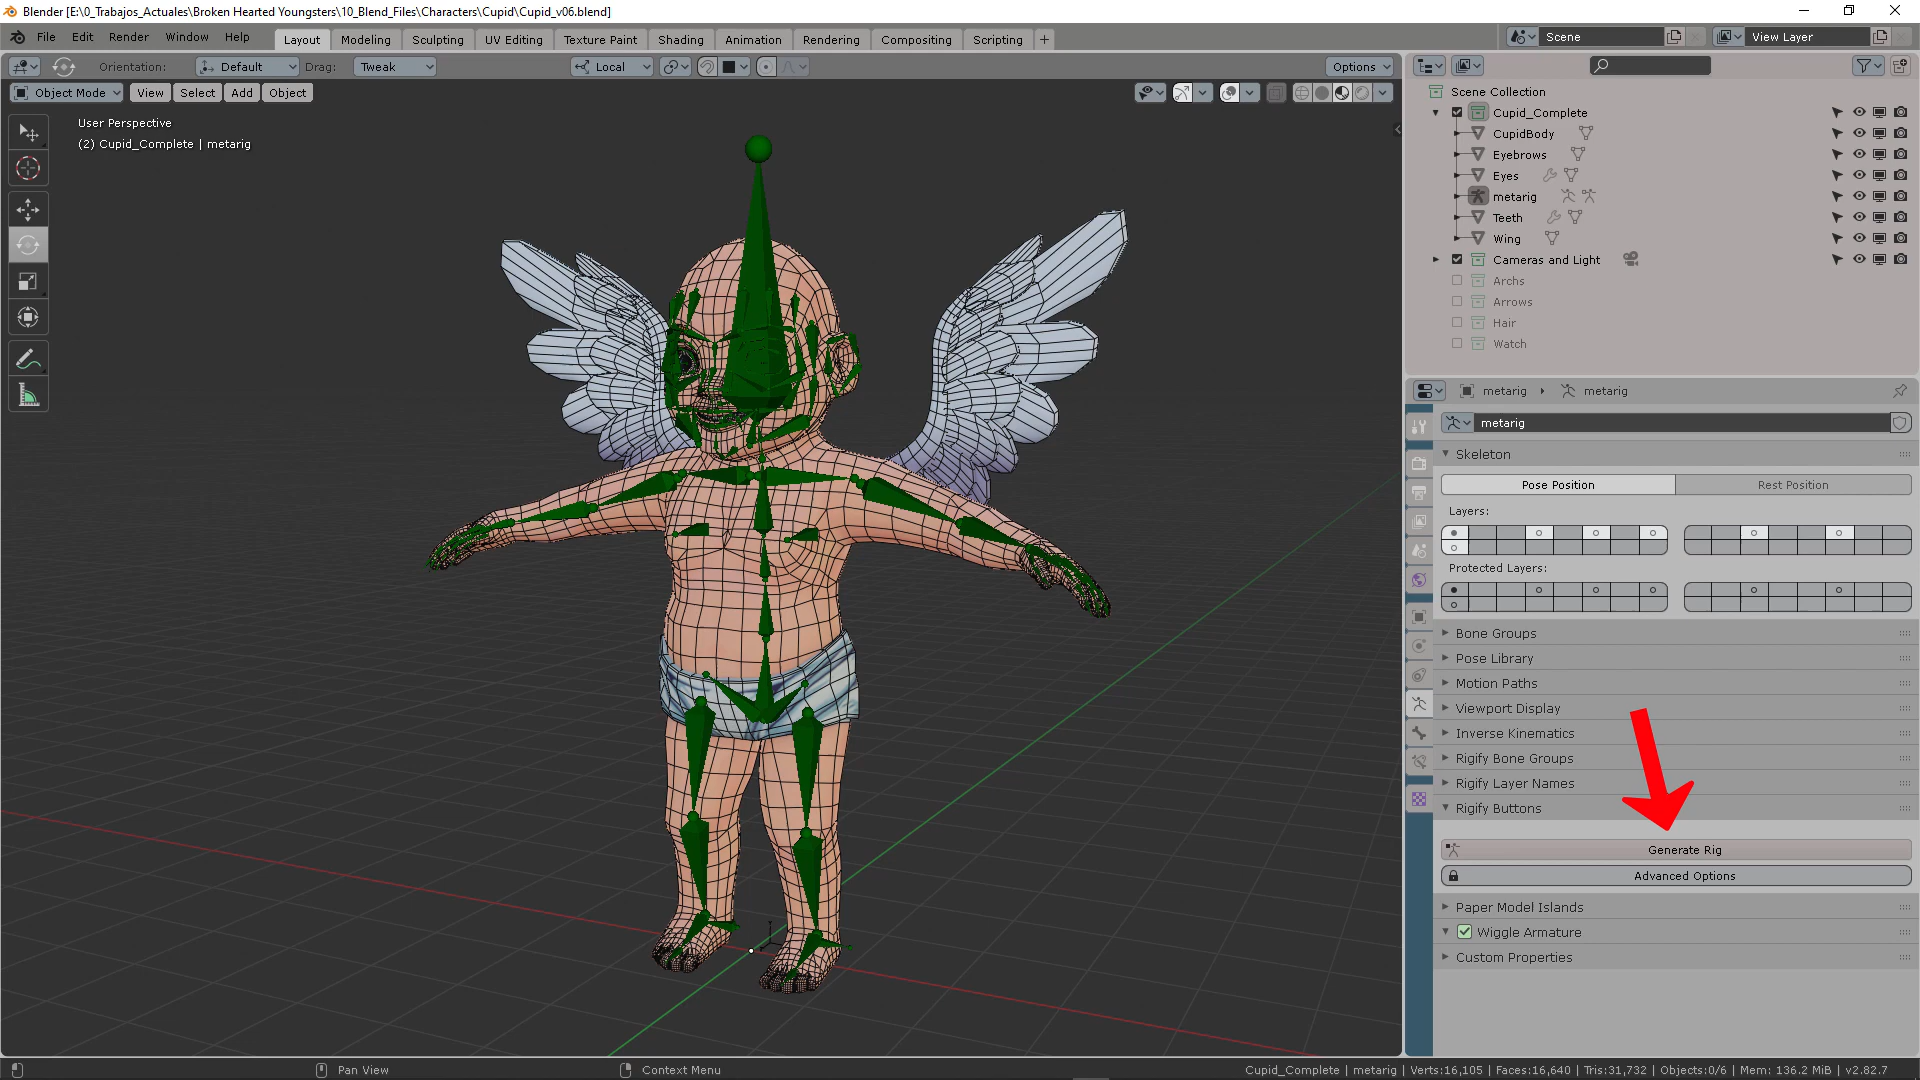 Blender [E:\0_Trabajos_Actuales\Broken Hearted Youngsters\10_Blend_Files\Characters\Cupid\Cupid_v06.blend]
File Edit Render Window Help Layout Modeling Sculpting UV Editing Texture Paint Shading Animation Rendering Compositing Scripting + Scene View Layer
Orientation: Default Drag: Tweak Local Options
Object Mode View Select Add Object
User Perspective
(2) Cupid_Complete | metarig
Scene Collection
Cupid_Complete
CupidBody
Eyebrows
Eyes
metarig
Teeth
Wing
Cameras and Light
Archs
Arrows
Hair
Watch
metarig metarig
metarig
Skeleton
Pose Position Rest Position
Layers:
Protected Layers:
Bone Groups
Pose Library
Motion Paths
Viewport Display
Inverse Kinematics
Rigify Bone Groups
Rigify Layer Names
Rigify Buttons
Generate Rig
Advanced Options
Paper Model Islands
Wiggle Armature
Custom Properties
Pan View Context Menu Cupid_Complete | metarig | Verts:16,105 | Faces:16,640 | Tris:31,732 | Objects:0/6 | Mem: 136.2 MiB | v2.82.7